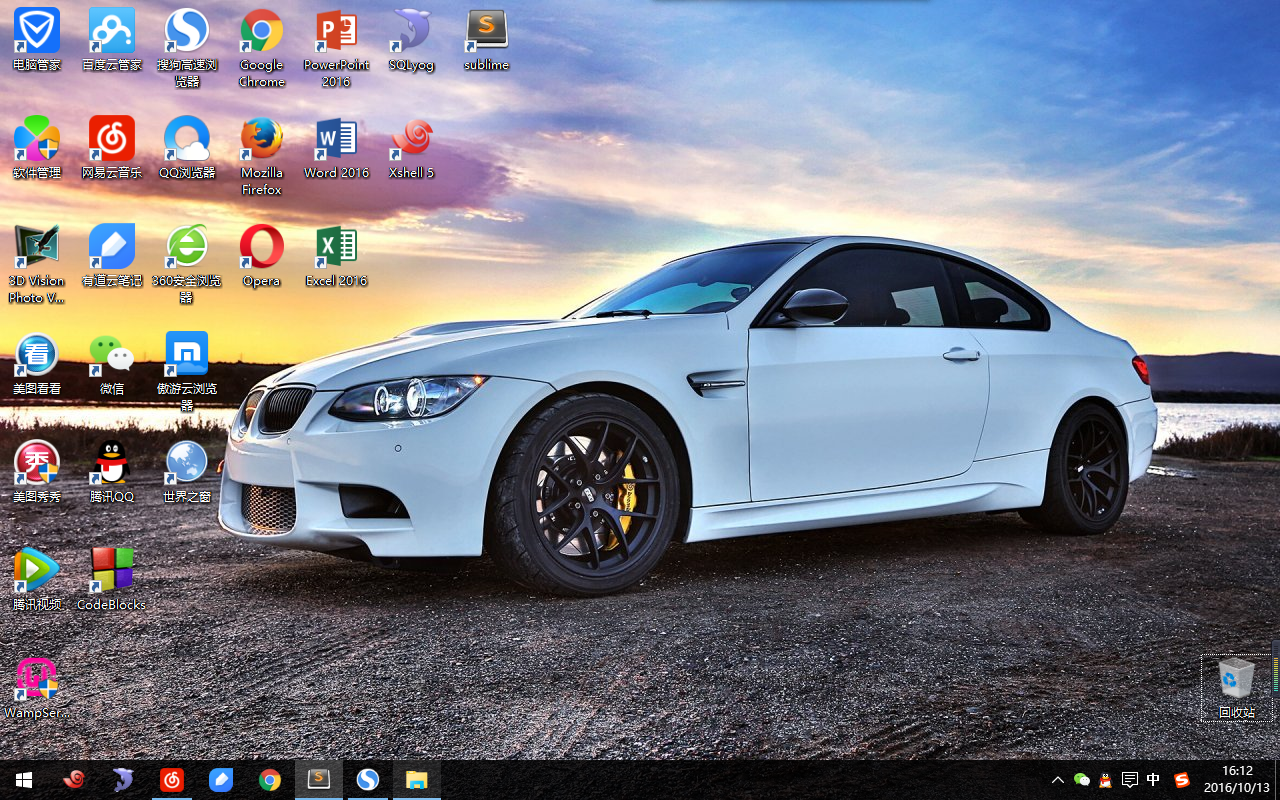 电脑管家
百度云管家
搜狗高速浏
览器
Google
Chrome
PowerPoint
2016
SQLyog
sublime
软件管理
网易云音乐
QQ浏览器
Mozilla
Firefox
Word 2016
Xshell 5
3D Vision
Photo V...
有道云笔记
360安全浏览
器
Opera
Excel 2016
美图看看
微信
傲游云浏览
器
美图秀秀
腾讯QQ
世界之窗
腾讯视频
CodeBlocks
WampSer...
回收站
中
16:12
2016/10/13